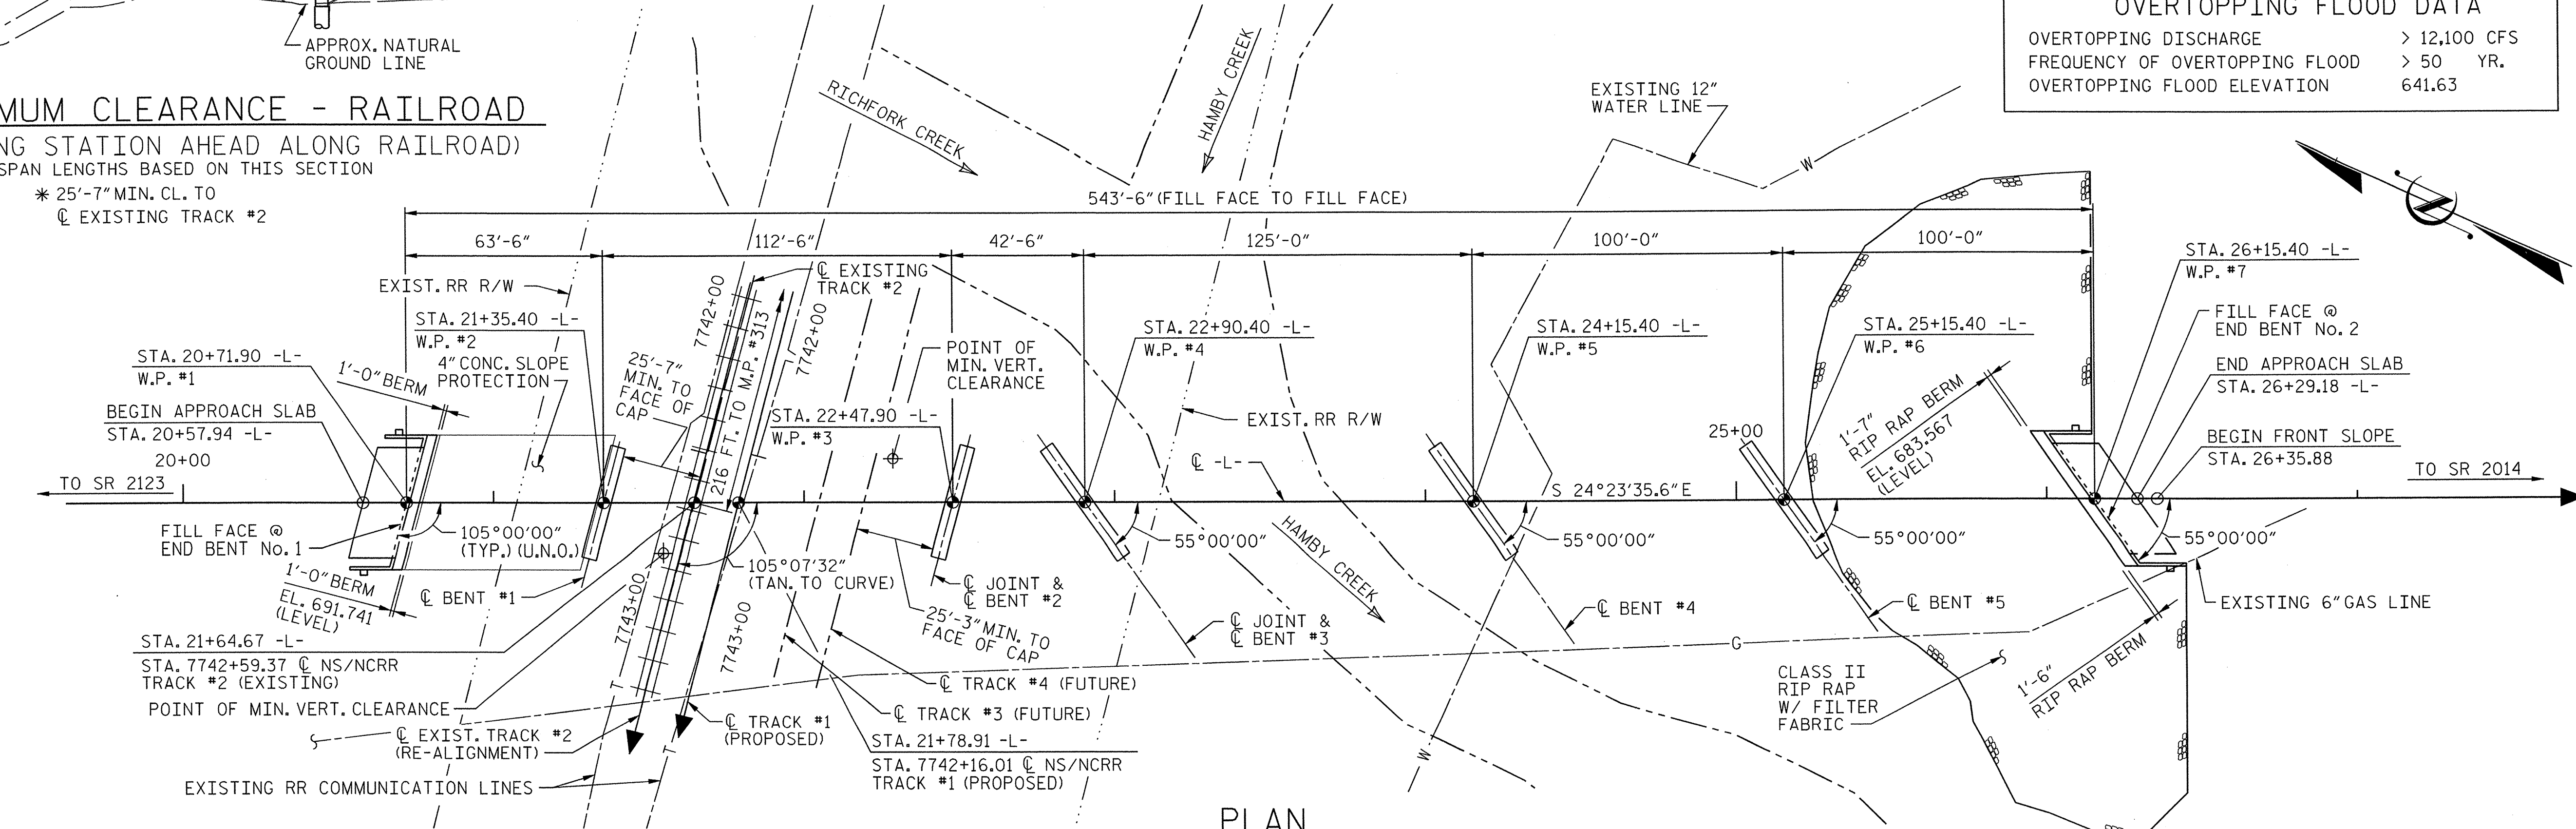 APPROX. NATURAL
GROUND LINE
MUM CLEARANCE - RAILROAD
NG STATION AHEAD ALONG RAILROAD)
SPAN LENGTHS BASED ON THIS SECTION
* 25'-7" MIN. CL. TO
℄ EXISTING TRACK #2
OVERTOPPING FLOOD DATA
OVERTOPPING DISCHARGE > 12,100 CFS
FREQUENCY OF OVERTOPPING FLOOD > 50 YR.
OVERTOPPING FLOOD ELEVATION 641.63
RICHFORK CREEK
HAMBY CREEK
EXISTING 12"
WATER LINE
W
543'-6" (FILL FACE TO FILL FACE)
63'-6"
112'-6"
42'-6"
125'-0"
100'-0"
100'-0"
EXIST. RR R/W
STA. 21+35.40 -L-
W.P. #2
4" CONC. SLOPE
PROTECTION
STA. 20+71.90 -L-
W.P. #1
1'-0" BERM
BEGIN APPROACH SLAB
STA. 20+57.94 -L-
20+00
TO SR 2123
25'-7"
MIN. TO
FACE OF
CAP
7742+00
216 FT. TO M.P. #313
7742+00
℄ EXISTING
TRACK #2
POINT OF
MIN. VERT.
CLEARANCE
STA. 22+47.90 -L-
W.P. #3
STA. 22+90.40 -L-
W.P. #4
EXIST. RR R/W
℄ -L-
STA. 24+15.40 -L-
W.P. #5
STA. 25+15.40 -L-
W.P. #6
25+00
1'-7"
RIP RAP BERM
EL. 683.567
(LEVEL)
STA. 26+15.40 -L-
W.P. #7
FILL FACE @
END BENT No. 2
END APPROACH SLAB
STA. 26+29.18 -L-
BEGIN FRONT SLOPE
STA. 26+35.88
TO SR 2014
S 24°23'35.6" E
FILL FACE @
END BENT No. 1
105°00'00"
(TYP.) (U.N.O.)
1'-0" BERM
EL. 691.741
(LEVEL)
℄ BENT #1
105°07'32"
(TAN. TO CURVE)
℄ JOINT &
℄ BENT #2
25'-3" MIN. TO
FACE OF CAP
55°00'00"
HAMBY CREEK
℄ JOINT &
℄ BENT #3
55°00'00"
℄ BENT #4
55°00'00"
℄ BENT #5
55°00'00"
EXISTING 6" GAS LINE
G
STA. 21+64.67 -L-
STA. 7742+59.37 ℄ NS/NCRR
TRACK #2 (EXISTING)
POINT OF MIN. VERT. CLEARANCE
7743+00
7743+00
℄ EXIST. TRACK #2
(RE-ALIGNMENT)
EXISTING RR COMMUNICATION LINES
T
T
T
℄ TRACK #1
(PROPOSED)
℄ TRACK #4 (FUTURE)
℄ TRACK #3 (FUTURE)
STA. 21+78.91 -L-
STA. 7742+16.01 ℄ NS/NCRR
TRACK #1 (PROPOSED)
W
CLASS II
RIP RAP
W/ FILTER
FABRIC
1'-6"
RIP RAP BERM
PLAN